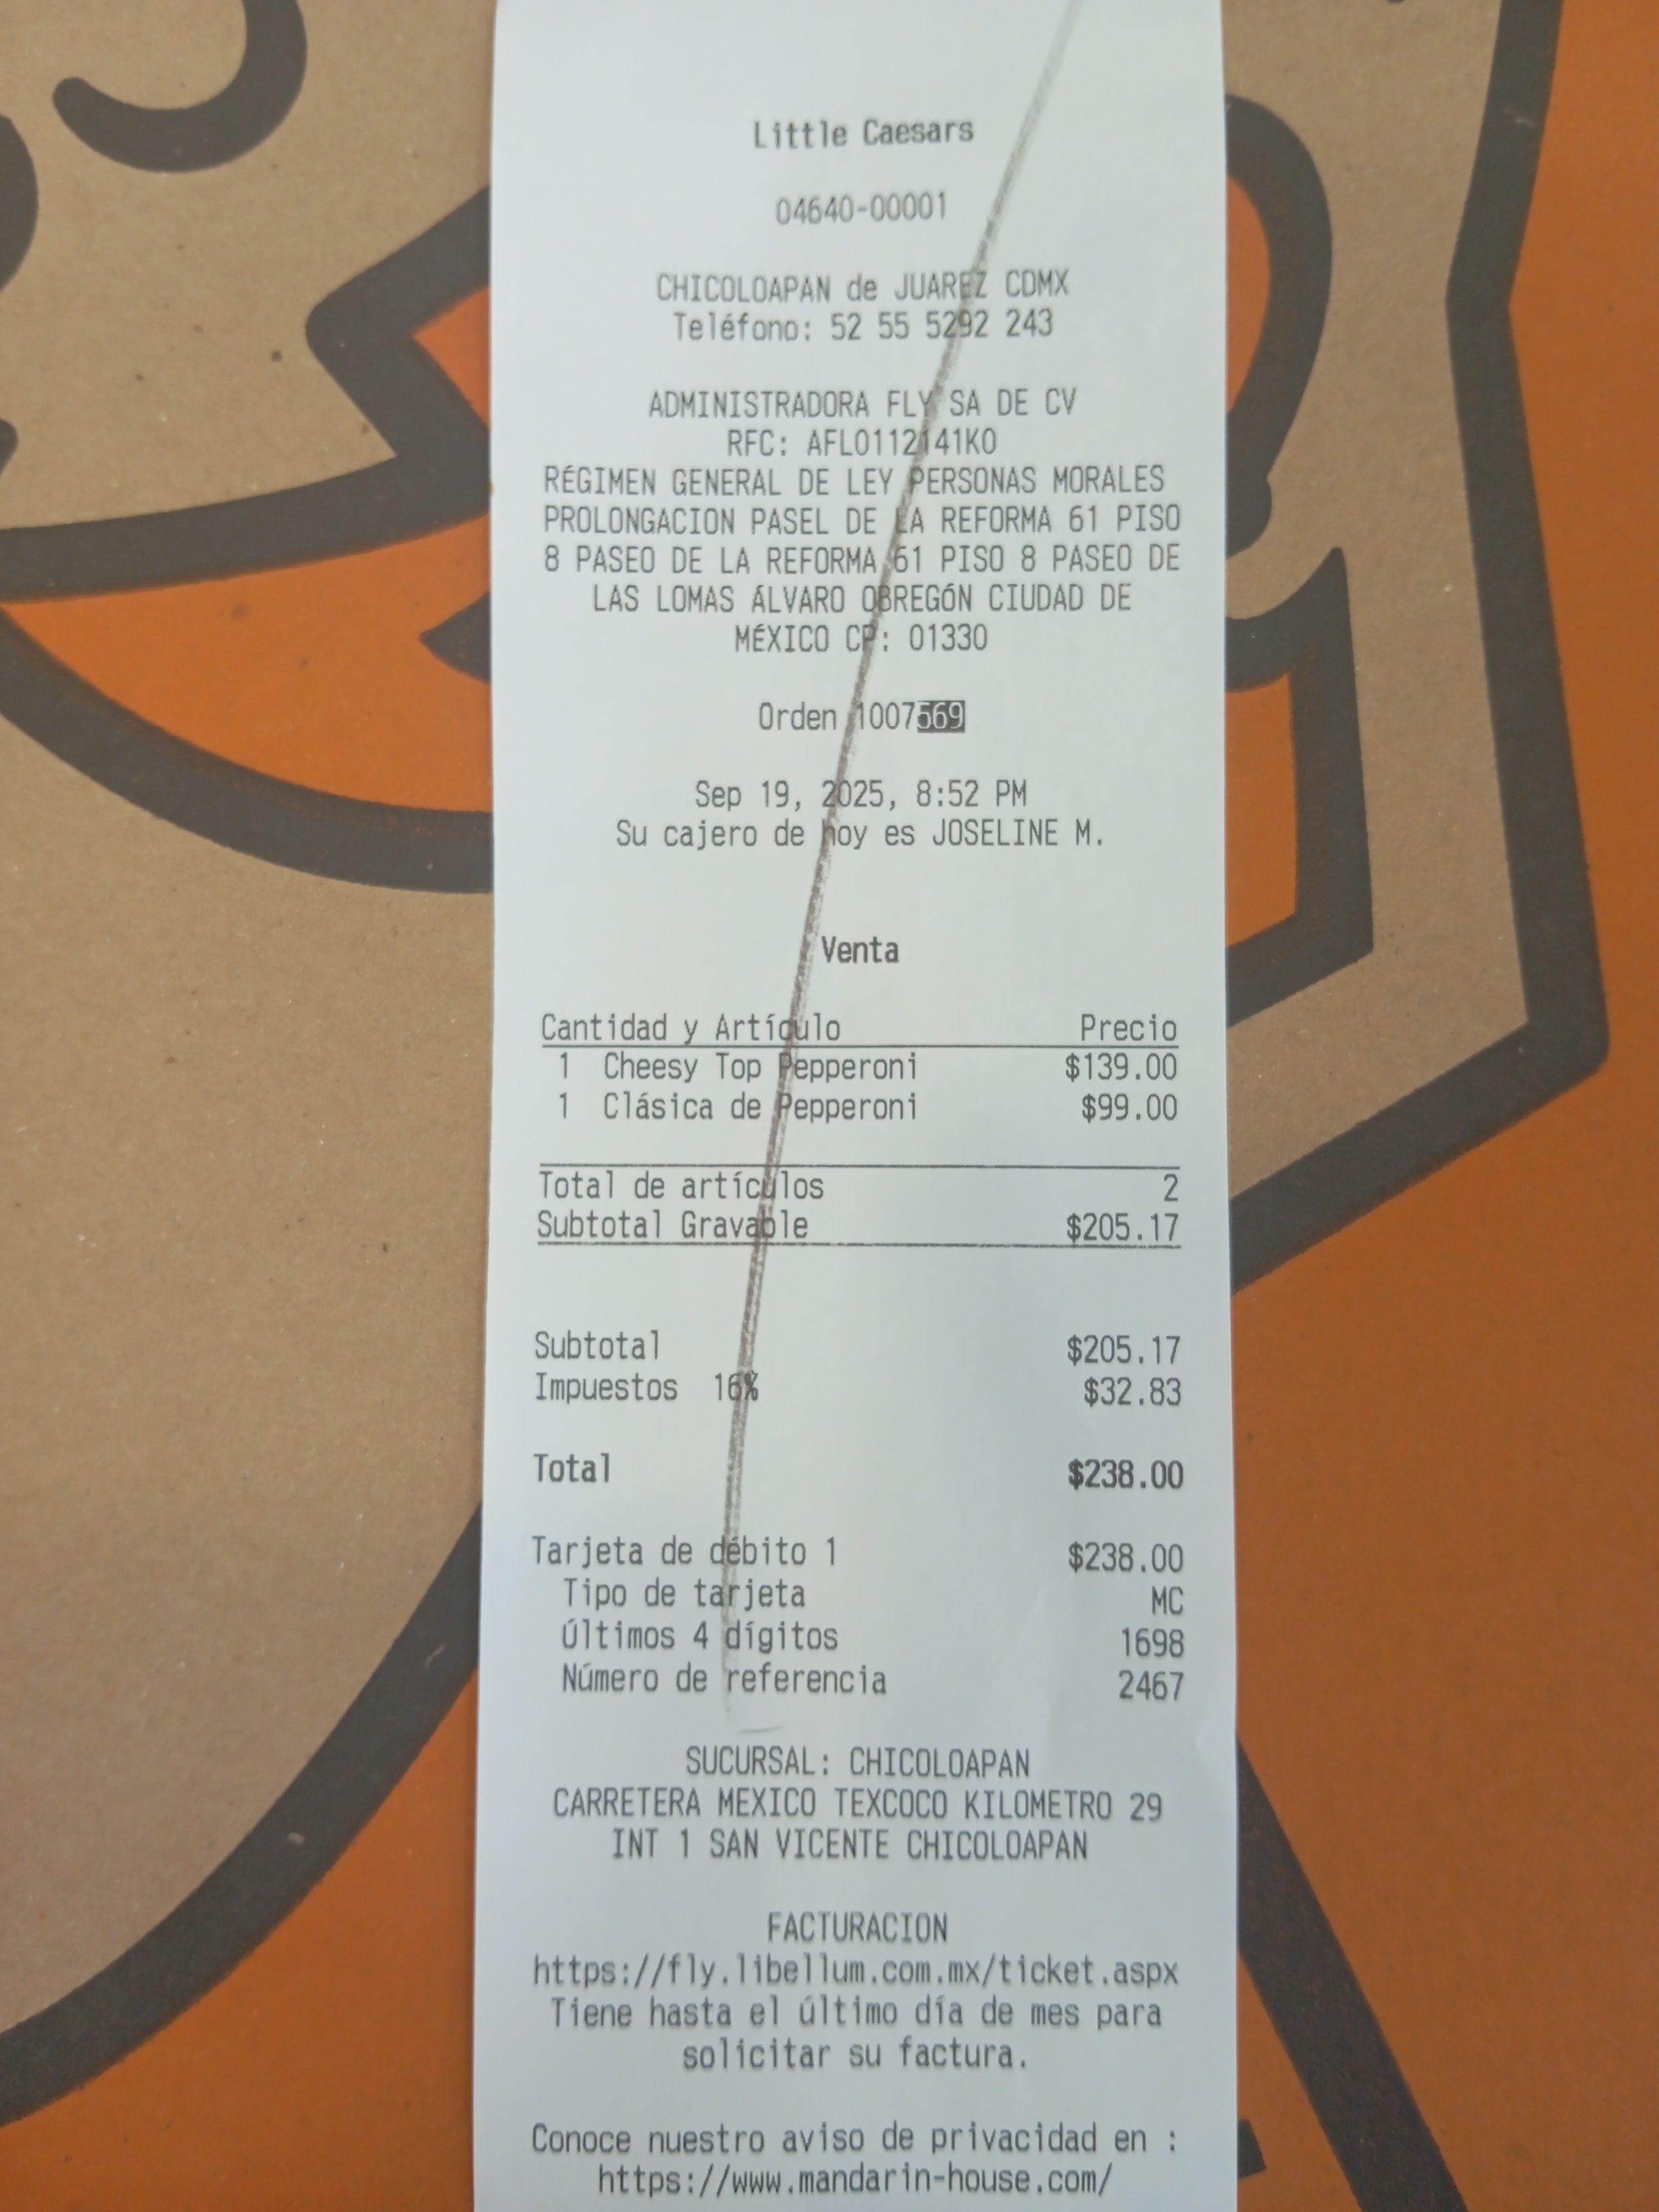 Little Caesars
04640-00001
CHICOLOAPAN de JUAREZ CDMX
Teléfono: 52 55 5292 243
ADMINISTRADORA FLY SA DE CV
RFC: AFL0112141K0
RÉGIMEN GENERAL DE LEY PERSONAS MORALES
PROLONGACION PASEL DE LA REFORMA 61 PISO
8 PASEO DE LA REFORMA 61 PISO 8 PASEO DE
LAS LOMAS ÁLVARO OBREGÓN CIUDAD DE
MÉXICO CP: 01330
Orden 1007569
Sep 19, 2025, 8:52 PM
Su cajero de hoy es JOSELINE M.
Venta
Cantidad y Artículo Precio
1 Cheesy Top Pepperoni $139.00
1 Clásica de Pepperoni $99.00
Total de artículos 2
Subtotal Gravable $205.17
Subtotal $205.17
Impuestos 16% $32.83
Total $238.00
Tarjeta de débito 1 $238.00
Tipo de tarjeta MC
Últimos 4 dígitos 1698
Número de referencia 2467
SUCURSAL: CHICOLOAPAN
CARRETERA MEXICO TEXCOCO KILOMETRO 29
INT 1 SAN VICENTE CHICOLOAPAN
FACTURACION
https://fly.libellum.com.mx/ticket.aspx
Tiene hasta el último día de mes para
solicitar su factura.
Conoce nuestro aviso de privacidad en :
https://www.mandarin-house.com/